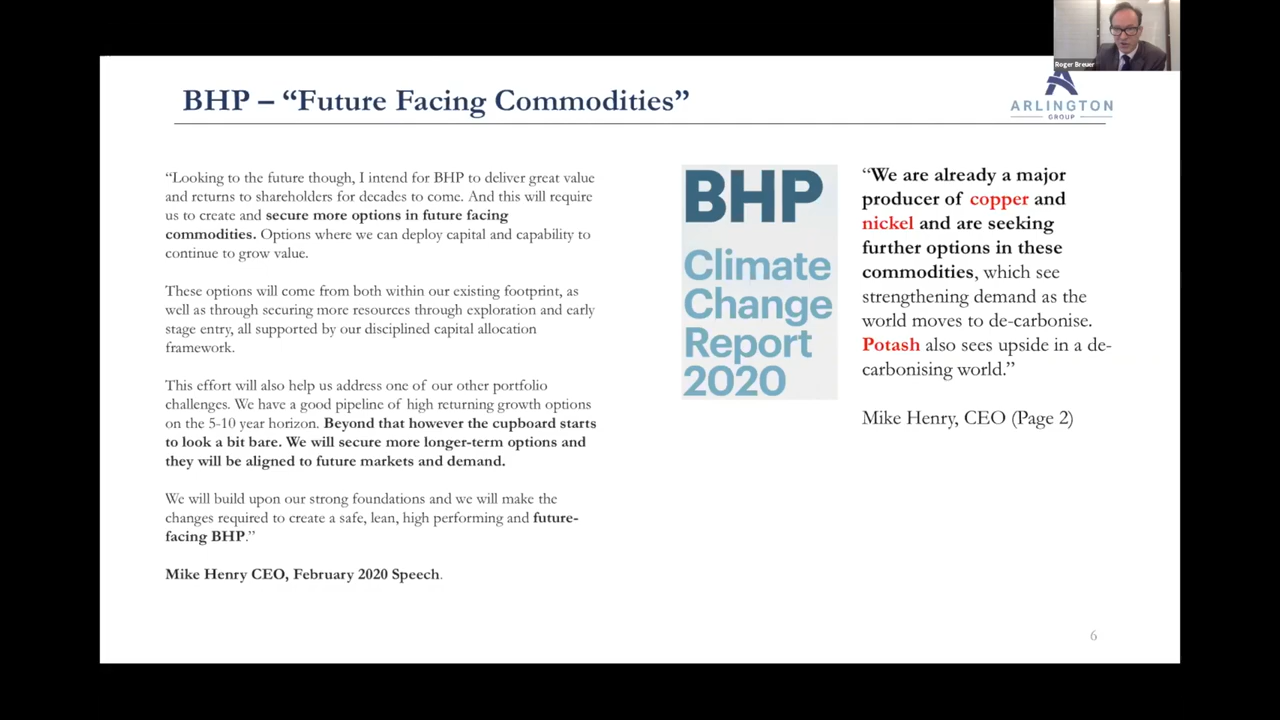 Roger Breuer
BHP – “Future Facing Commodities”
ARLINGTON
GROUP
“Looking to the future though, I intend for BHP to deliver great value
and returns to shareholders for decades to come. And this will require
us to create and secure more options in future facing
commodities. Options where we can deploy capital and capability to
continue to grow value.
These options will come from both within our existing footprint, as
well as through securing more resources through exploration and early
stage entry, all supported by our disciplined capital allocation
framework.
This effort will also help us address one of our other portfolio
challenges. We have a good pipeline of high returning growth options
on the 5-10 year horizon. Beyond that however the cupboard starts
to look a bit bare. We will secure more longer-term options and
they will be aligned to future markets and demand.
We will build upon our strong foundations and we will make the
changes required to create a safe, lean, high performing and future-
facing BHP.”
Mike Henry CEO, February 2020 Speech.
BHP
Climate
Change
Report
2020
“We are already a major
producer of copper and
nickel and are seeking
further options in these
commodities, which see
strengthening demand as the
world moves to de-carbonise.
Potash also sees upside in a de-
carbonising world.”
Mike Henry, CEO (Page 2)
6